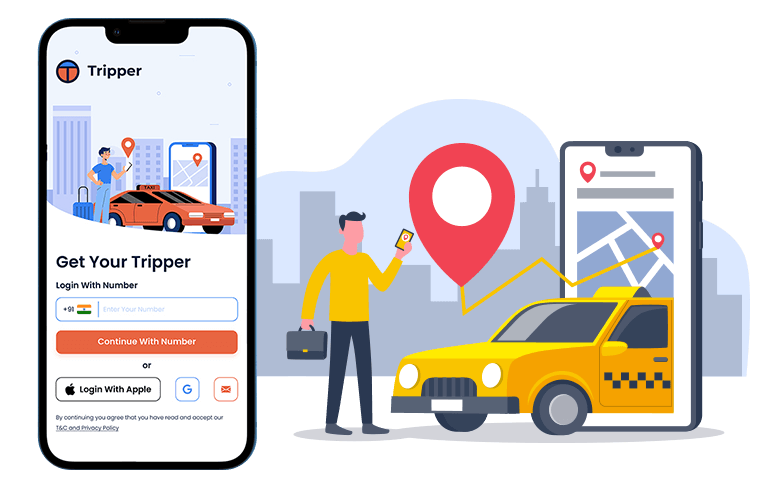 Tripper
TAXI
Get Your Tripper
Login With Number
+91
Enter Your Number
Continue With Number
or
Login With Apple
G
By continuing you agree that you have read and accept our
T&C and Privacy Policy